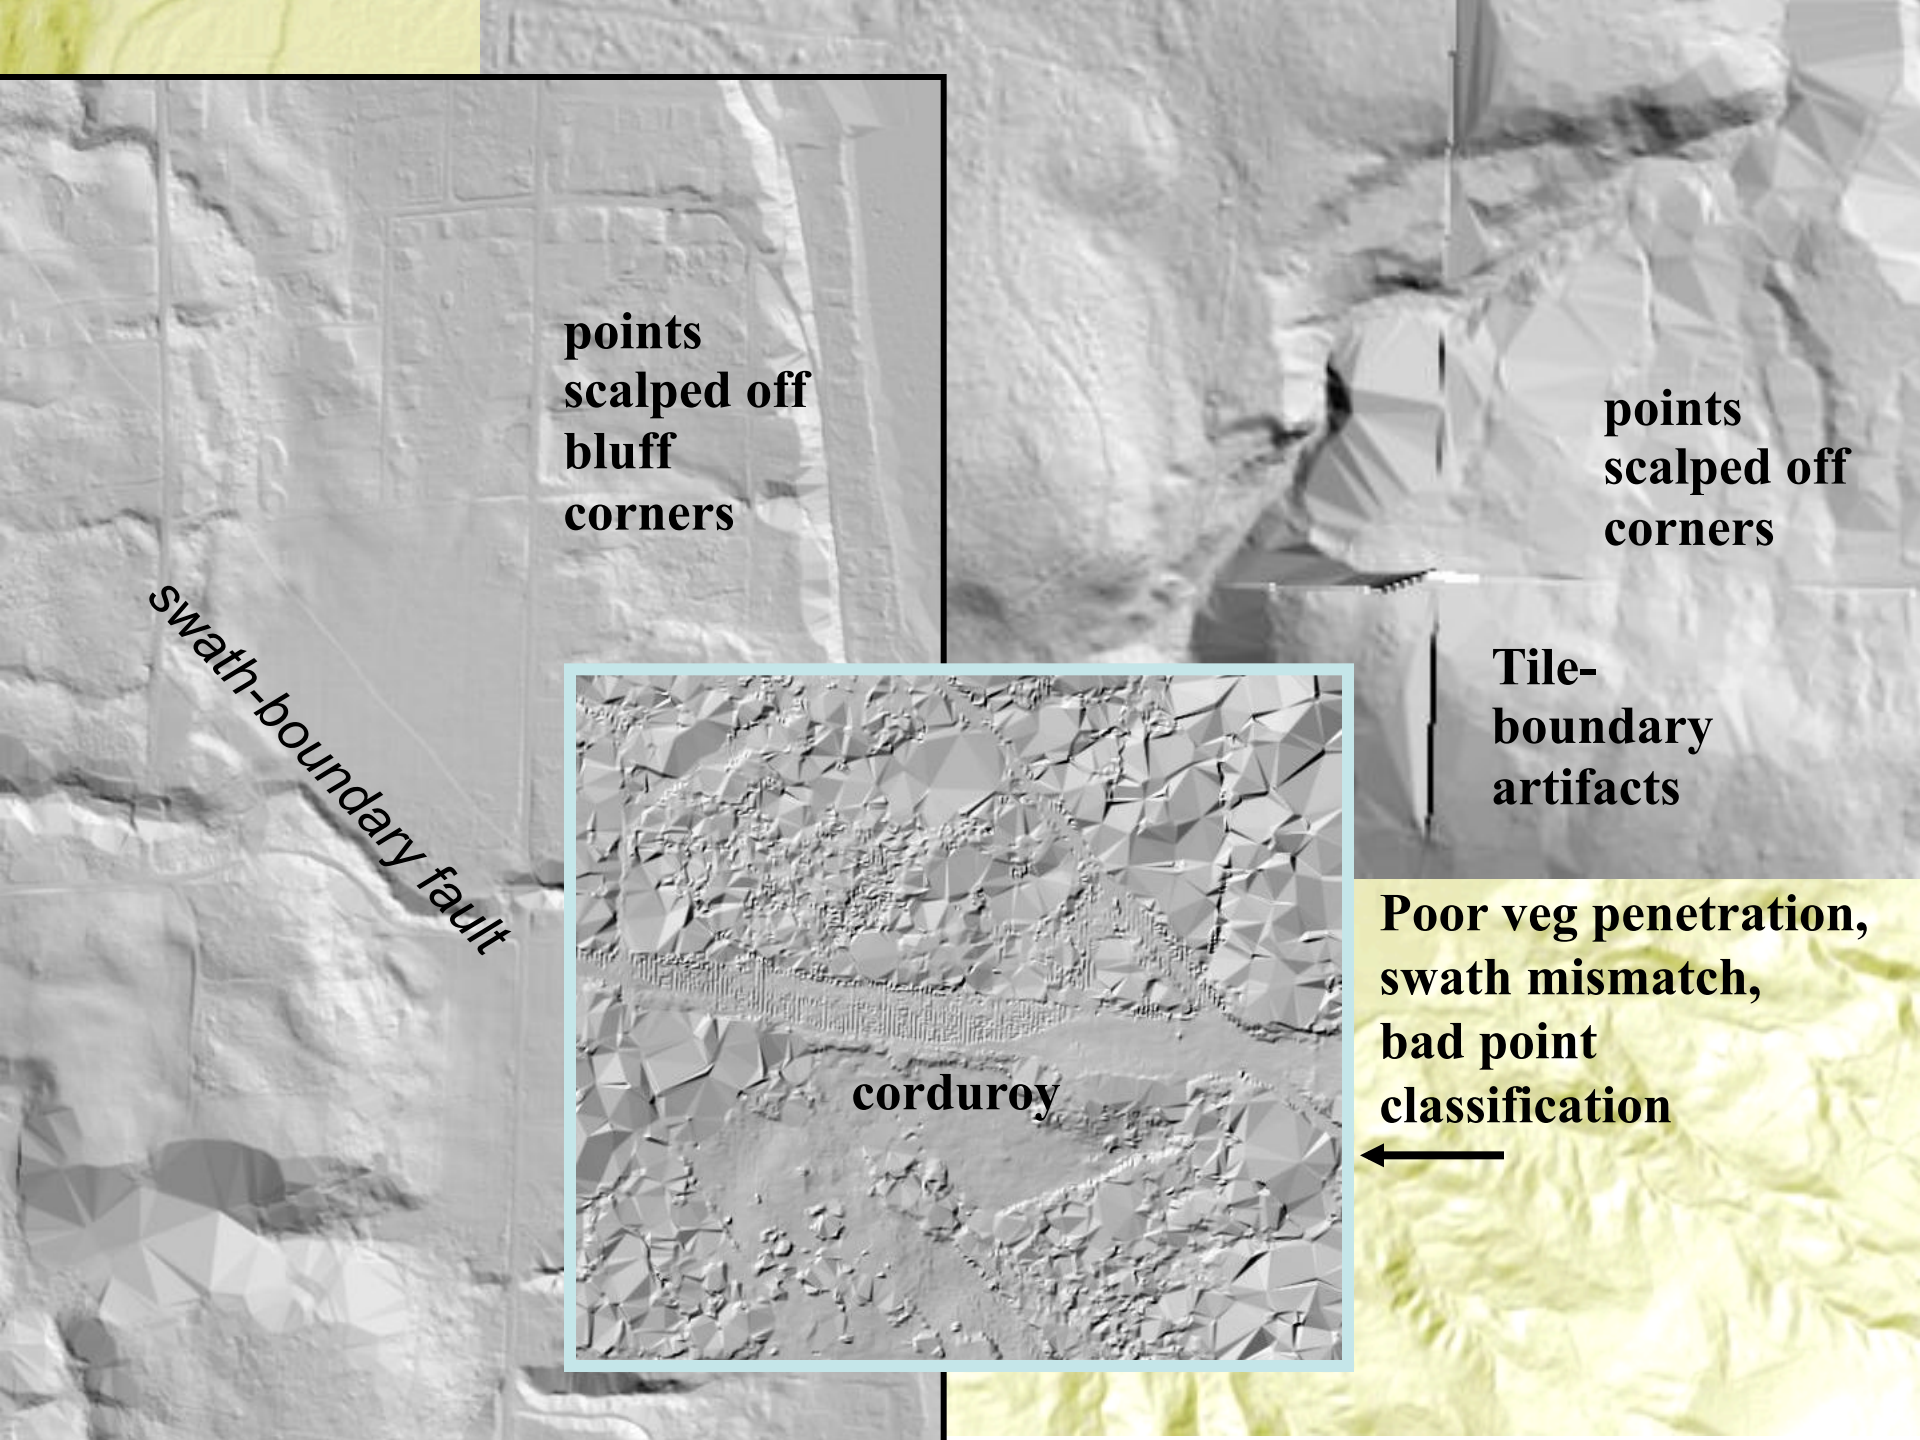 points
scalped off
bluff
corners
swath-boundary fault
points
scalped off
corners
Tile-
boundary
artifacts
corduroy
Poor veg penetration,
swath mismatch,
bad point
classification